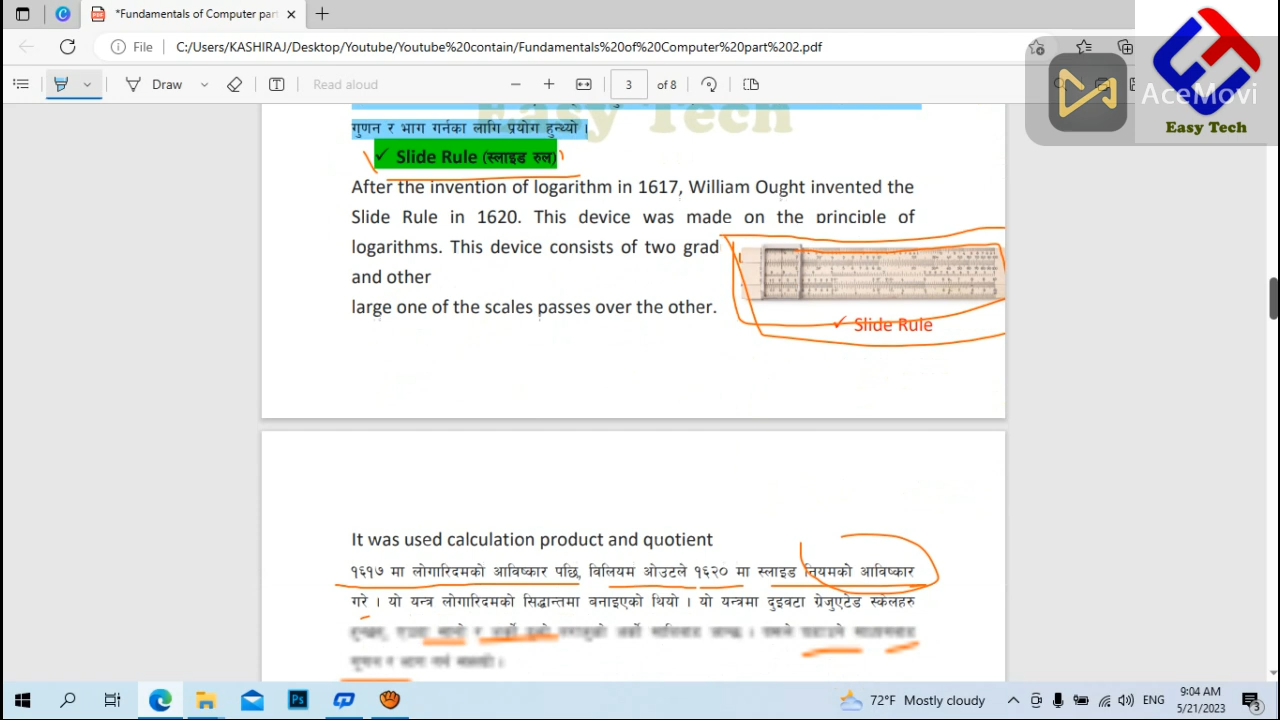 *Fundamentals of Computer part
File
C:/Users/KASHIRAJ/Desktop/Youtube/Youtube%20contain/Fundamentals%20of%20Computer%20part%202.pdf
Draw
Read aloud
3 of 8
AceMovi
Easy Tech
Easy Tech
गुणन र भाग गर्नका लागि प्रयोग हुन्थ्यो ।
✓ Slide Rule (स्लाइड रुल)
After the invention of logarithm in 1617, William Ought invented the
Slide Rule in 1620. This device was made on the principle of
logarithms. This device consists of two grad
and other
large one of the scales passes over the other.
✓ Slide Rule
It was used calculation product and quotient
१६१७ मा लोगारिदमको आविष्कार पछि, विलियम ओउटले १६२० मा स्लाइड नियमको आविष्कार
गरे । यो यन्त्र लोगारिदमको सिद्धान्तमा बनाइएको थियो । यो यन्त्रमा दुइवटा ग्रेजुएटेड स्केलहरु
72°F Mostly cloudy
ENG
9:04 AM
5/21/2023
3